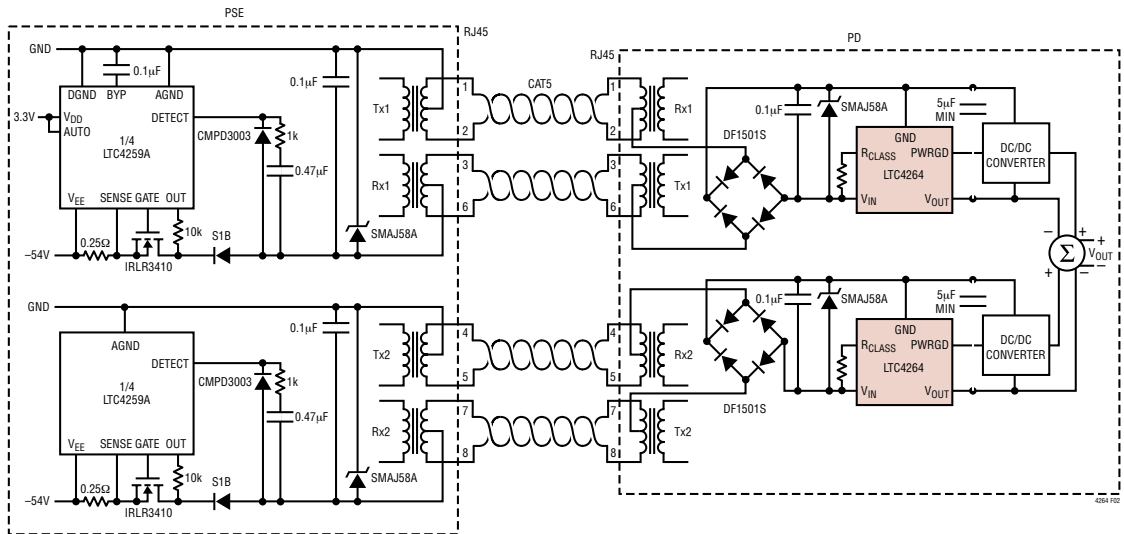 PSE
GND
0.1µF
DGND BYP AGND
3.3V
VDD
AUTO
DETECT
1/4
LTC4259A
VEE SENSE GATE OUT
CMPD3003
1k
0.47µF
10k
–54V
0.25Ω
IRLR3410
S1B
0.1µF
SMAJ58A
Tx1
Rx1
RJ45
1
2
3
6
CAT5
RJ45
1
2
3
6
Rx1
Tx1
PD
DF1501S
0.1µF
SMAJ58A
GND
RCLASS PWRGD
LTC4264
VIN VOUT
5µF
MIN
DC/DC
CONVERTER
– +
Σ
+ –
+
VOUT
–
GND
AGND
DETECT
1/4
LTC4259A
VEE SENSE GATE OUT
CMPD3003
1k
0.47µF
10k
–54V
0.25Ω
IRLR3410
S1B
0.1µF
SMAJ58A
Tx2
Rx2
4
5
7
8
4
5
7
8
Rx2
Tx2
DF1501S
0.1µF
SMAJ58A
GND
RCLASS PWRGD
LTC4264
VIN VOUT
5µF
MIN
DC/DC
CONVERTER
4264 F02